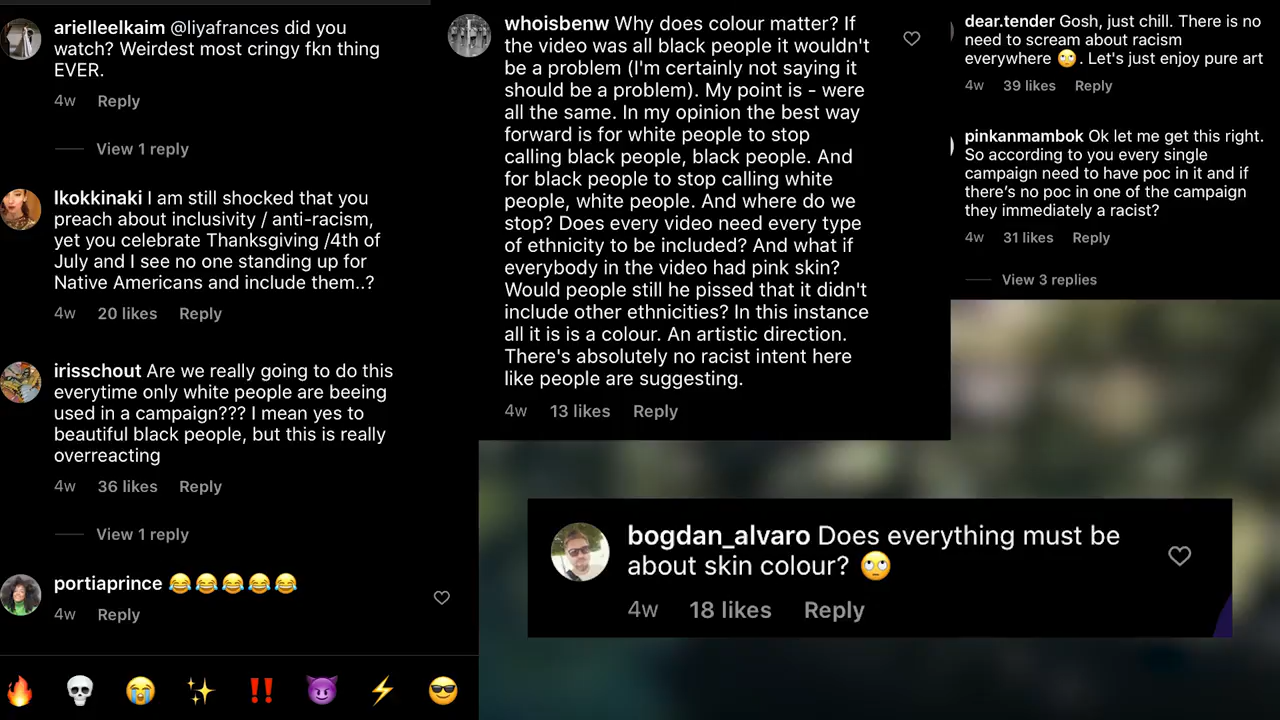 arielleelkaim @liyafrances did you
watch? Weirdest most cringy fkn thing
EVER.
4w Reply
View 1 reply
lkokkinaki I am still shocked that you
preach about inclusivity / anti-racism,
yet you celebrate Thanksgiving /4th of
July and I see no one standing up for
Native Americans and include them..?
4w 20 likes Reply
irisschout Are we really going to do this
everytime only white people are beeing
used in a campaign??? I mean yes to
beautiful black people, but this is really
overreacting
4w 36 likes Reply
View 1 reply
portiaprince 😂😂😂😂😂
4w Reply
🔥 💀 😭 ✨ ‼️ 😈 ⚡ 😎
whoisbenw Why does colour matter? If
the video was all black people it wouldn't
be a problem (I'm certainly not saying it
should be a problem). My point is - were
all the same. In my opinion the best way
forward is for white people to stop
calling black people, black people. And
for black people to stop calling white
people, white people. And where do we
stop? Does every video need every type
of ethnicity to be included? And what if
everybody in the video had pink skin?
Would people still he pissed that it didn't
include other ethnicities? In this instance
all it is is a colour. An artistic direction.
There's absolutely no racist intent here
like people are suggesting.
4w 13 likes Reply
dear.tender Gosh, just chill. There is no
need to scream about racism
everywhere 🙄. Let's just enjoy pure art
4w 39 likes Reply
pinkanmambok Ok let me get this right.
So according to you every single
campaign need to have poc in it and if
there's no poc in one of the campaign
they immediately a racist?
4w 31 likes Reply
View 3 replies
bogdan_alvaro Does everything must be
about skin colour? 🙄
4w 18 likes Reply